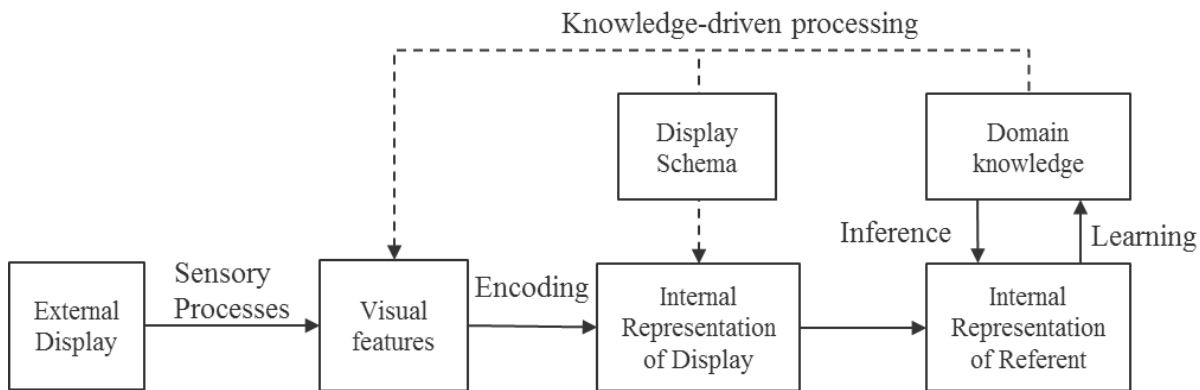 Knowledge-driven processing
Display
Schema
Domain
knowledge
Inference
Learning
Sensory
Processes
Encoding
External
Display
Visual
features
Internal
Representation
of Display
Internal
Representation
of Referent